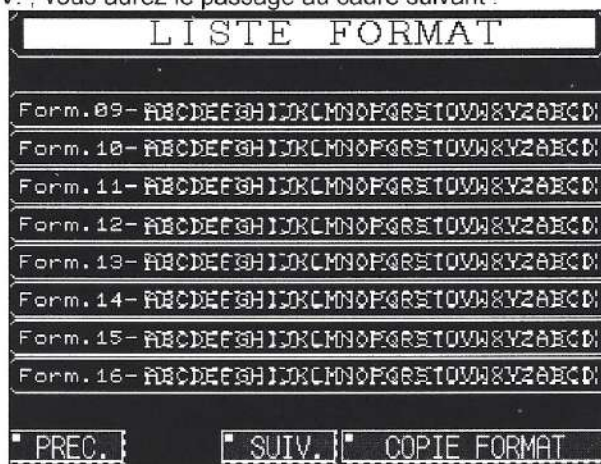 , vous aurez le passage au cadre suivant :
LISTE FORMAT
Form.09-ABCDEFGHIJKLMNOPQRSTUVWXYZABCD
Form.10-ABCDEFGHIJKLMNOPQRSTUVWXYZABCD
Form.11-ABCDEFGHIJKLMNOPQRSTUVWXYZABCD
Form.12-ABCDEFGHIJKLMNOPQRSTUVWXYZABCD
Form.13-ABCDEFGHIJKLMNOPQRSTUVWXYZABCD
Form.14-ABCDEFGHIJKLMNOPQRSTUVWXYZABCD
Form.15-ABCDEFGHIJKLMNOPQRSTUVWXYZABCD
Form.16-ABCDEFGHIJKLMNOPQRSTUVWXYZABCD
PREC. SUIV. COPIE FORMAT